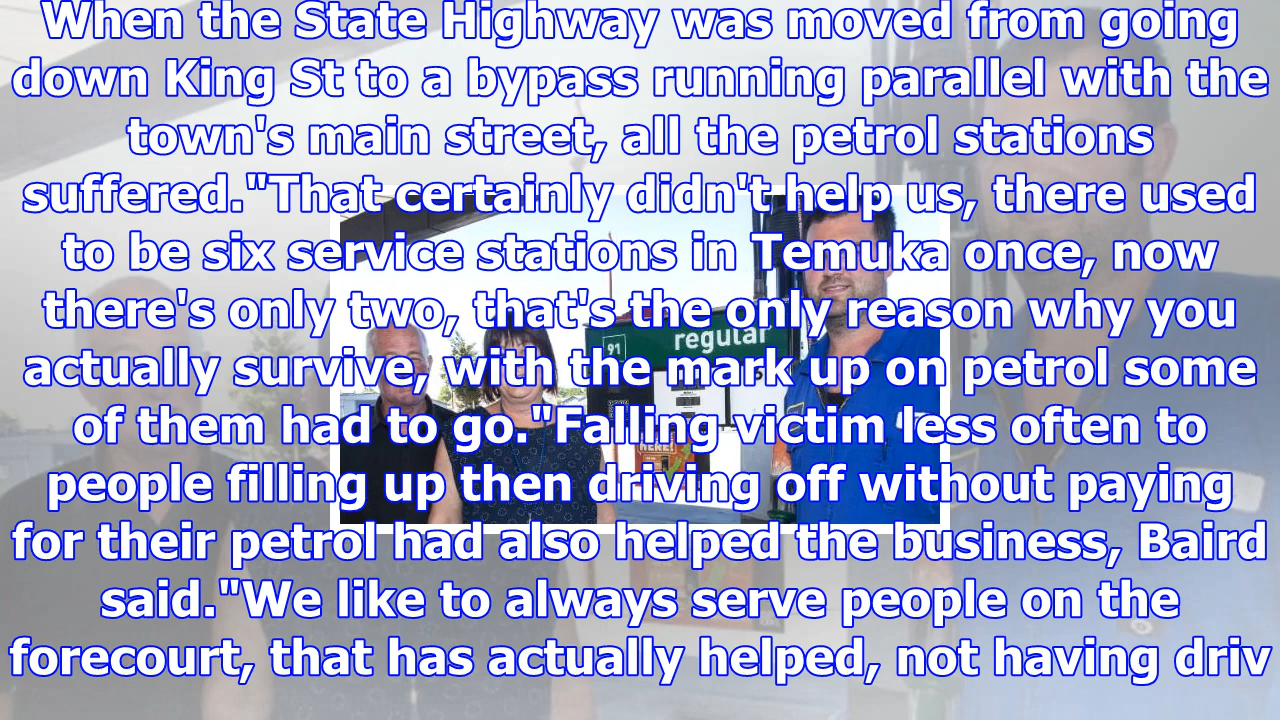 When the State Highway was moved from going
down King St to a bypass running parallel with the
town's main street, all the petrol stations
suffered."That certainly didn't help us, there used
to be six service stations in Temuka once, now
there's only two, that's the only reason why you
actually survive, with the mark up on petrol some
of them had to go."Falling victim less often to
people filling up then driving off without paying
for their petrol had also helped the business, Baird
said."We like to always serve people on the
forecourt, that has actually helped, not having driv
regular
91
HERE!